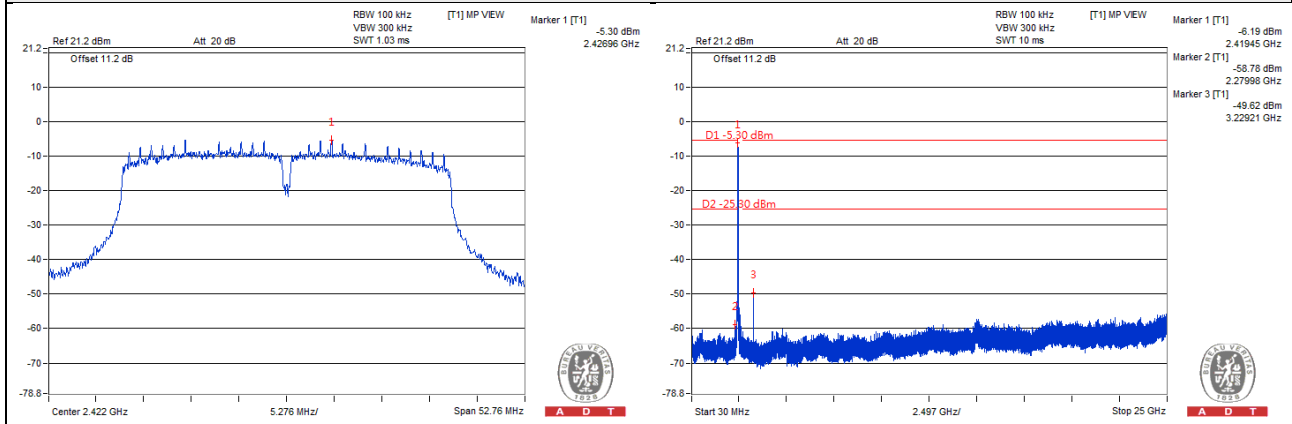 RBW 100 kHz [T1] MP VIEW
VBW 300 kHz
Ref 21.2 dBm Att 20 dB SWT 1.03 ms
Marker 1 [T1]
-5.30 dBm
2.42696 GHz
21.2
Offset 11.2 dB
10
0
-10
-20
-30
-40
-50
-60
-70
-78.8
1
Center 2.422 GHz 5.276 MHz/ Span 52.76 MHz
BUREAU VERITAS
1828
A D T
RBW 100 kHz [T1] MP VIEW
VBW 300 kHz
Ref 21.2 dBm Att 20 dB SWT 10 ms
Marker 1 [T1]
-6.19 dBm
2.41945 GHz
Marker 2 [T1]
-58.76 dBm
2.27998 GHz
Marker 3 [T1]
-49.62 dBm
3.22921 GHz
21.2
Offset 11.2 dB
10
0
-10
-20
-30
-40
-50
-60
-70
-78.8
1
D1 -5.30 dBm
D2 -25.30 dBm
3
2
Start 30 MHz 2.497 GHz/ Stop 25 GHz
BUREAU VERITAS
1828
A D T